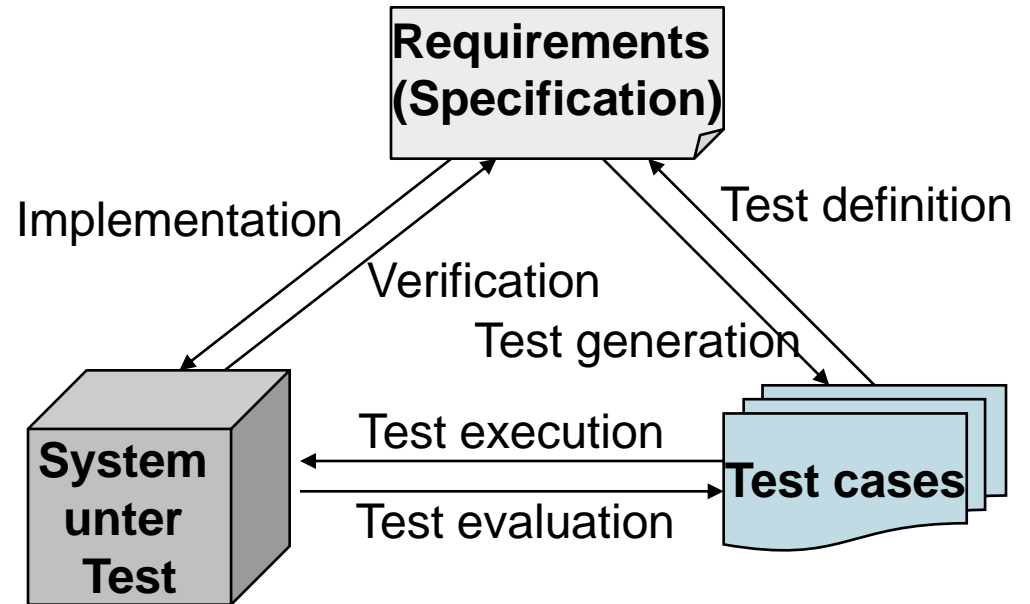 Requirements
(Specification)
Implementation
Test definition
Verification
Test generation
Test execution
Test evaluation
System
unter
Test
Test cases